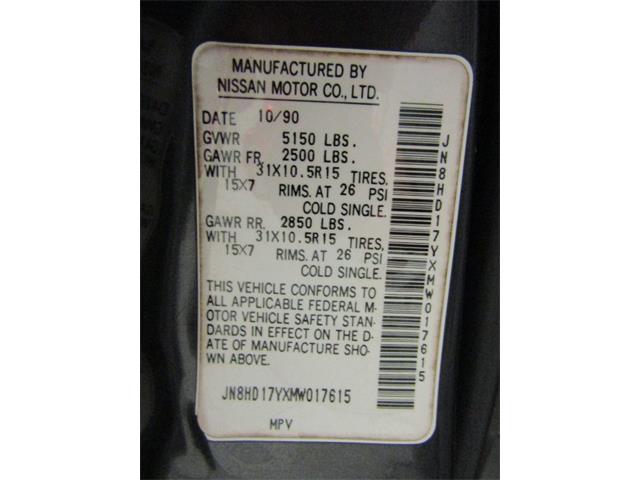 MANUFACTURED BY
NISSAN MOTOR CO., LTD.
DATE 10/90
GVWR 5150 LBS.
GAWR FR. 2500 LBS.
WITH 31X10.5R15 TIRES,
15X7 RIMS. AT 26 PSI
COLD SINGLE.
GAWR RR. 2850 LBS.
WITH 31X10.5R15 TIRES,
15X7 RIMS. AT 26 PSI
COLD SINGLE.
THIS VEHICLE CONFORMS TO
ALL APPLICABLE FEDERAL M-
OTOR VEHICLE SAFETY STAN-
DARDS IN EFFECT ON THE D-
ATE OF MANUFACTURE SHO-
WN ABOVE.
JN8HD17YXMW017615
MPV
JN8HD17YXMW017615